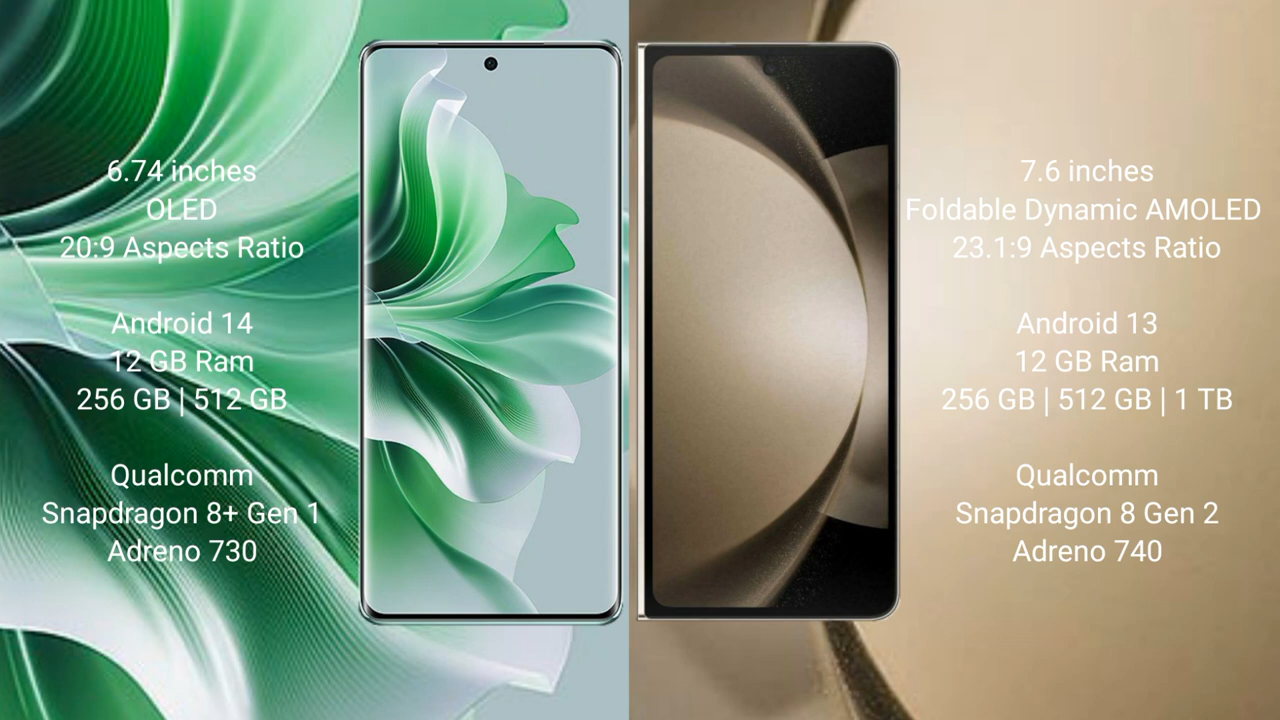 6.74 inches
OLED
20:9 Aspects Ratio
Android 14
12 GB Ram
256 GB | 512 GB
Qualcomm
Snapdragon 8+ Gen 1
Adreno 730
7.6 inches
Foldable Dynamic AMOLED
23.1:9 Aspects Ratio
Android 13
12 GB Ram
256 GB | 512 GB | 1 TB
Qualcomm
Snapdragon 8 Gen 2
Adreno 740